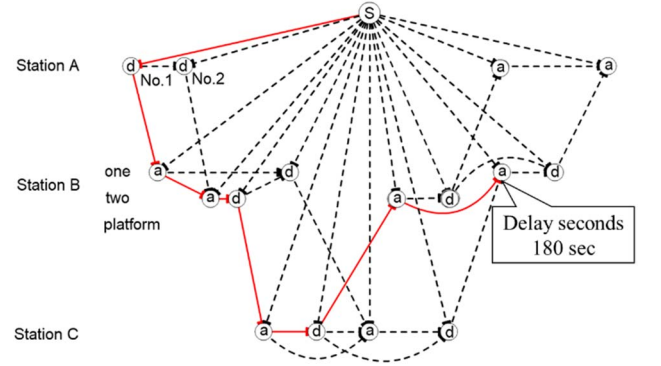 S
Station A
d
d
a
a
No.1
No.2
one
a
d
a
d
Station B
two
a
d
a
d
platform
Delay seconds
180 sec
Station C
a
d
a
d